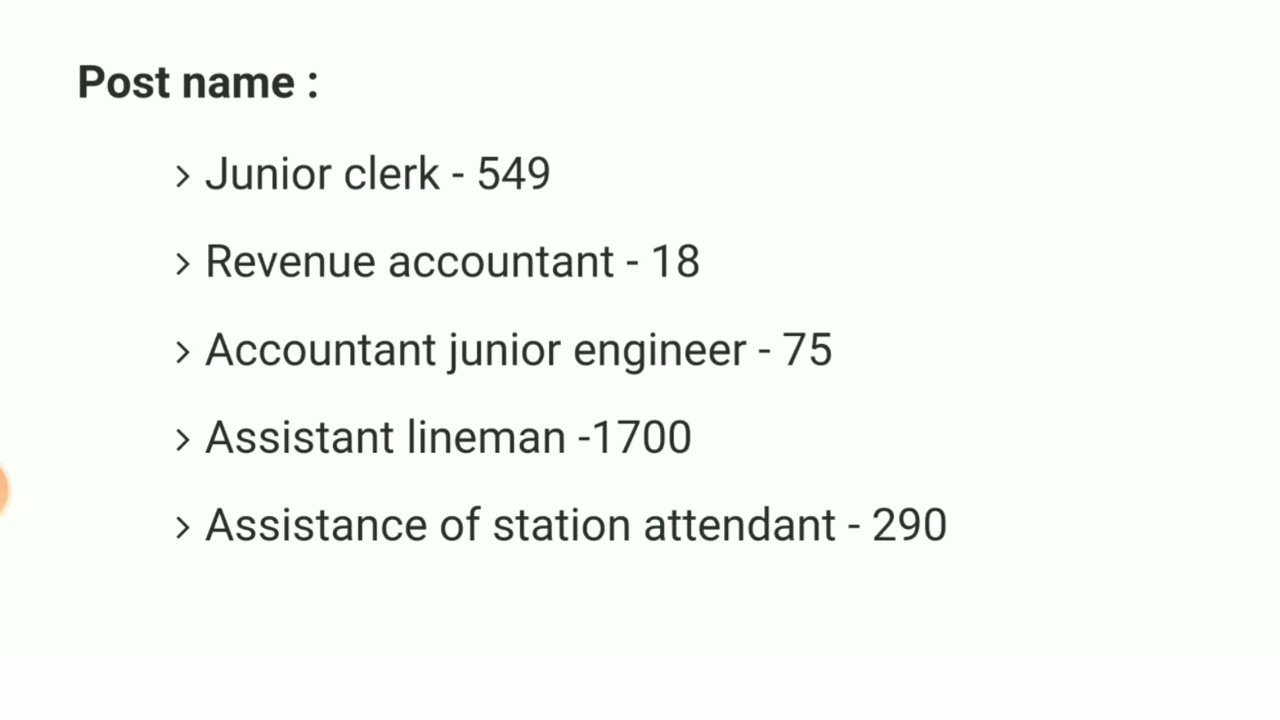 Post name :
> Junior clerk - 549
> Revenue accountant - 18
> Accountant junior engineer - 75
> Assistant lineman -1700
> Assistance of station attendant - 290